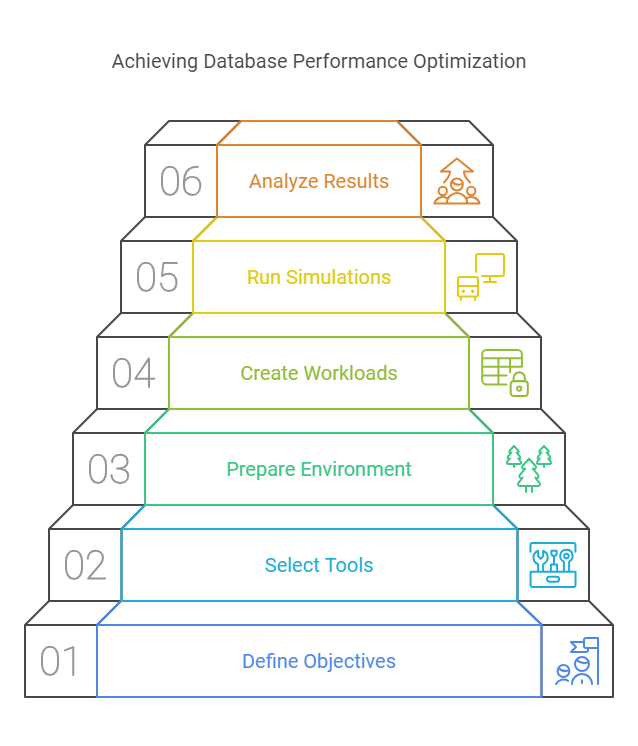 Achieving Database Performance Optimization
06 Analyze Results
05 Run Simulations
04 Create Workloads
03 Prepare Environment
02 Select Tools
01 Define Objectives